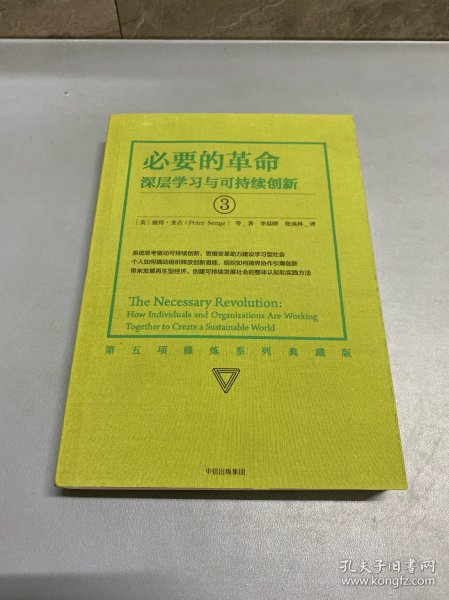 必要的革命
深层学习与可持续创新
3
〔美〕彼得·圣吉（Peter Senge） 等_著 李晨晔 张成林_译
系统思考驱动可持续创新，思维变革助力建设学习型社会
个人如何撬动组织释放创新潜能，组织如何跨界协作引爆创新
带来发展再生型经济、创建可持续发展社会的整体认知和实践方法
The Necessary Revolution:
How Individuals and Organizations Are Working
Together to Create a Sustainable World
第五项修炼系列典藏版
中信出版集团
孔夫子旧书网
www.kongfz.com